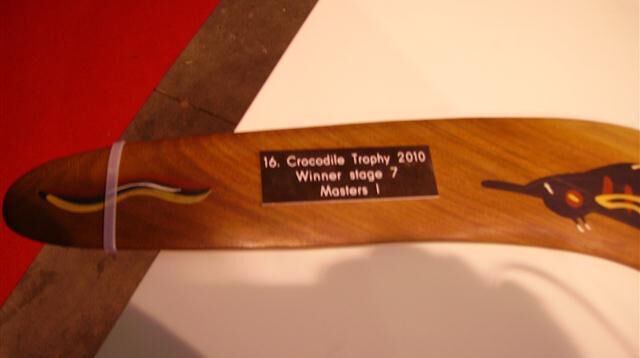 16. Crocodile Trophy 2010
Winner stage 7
Masters 1